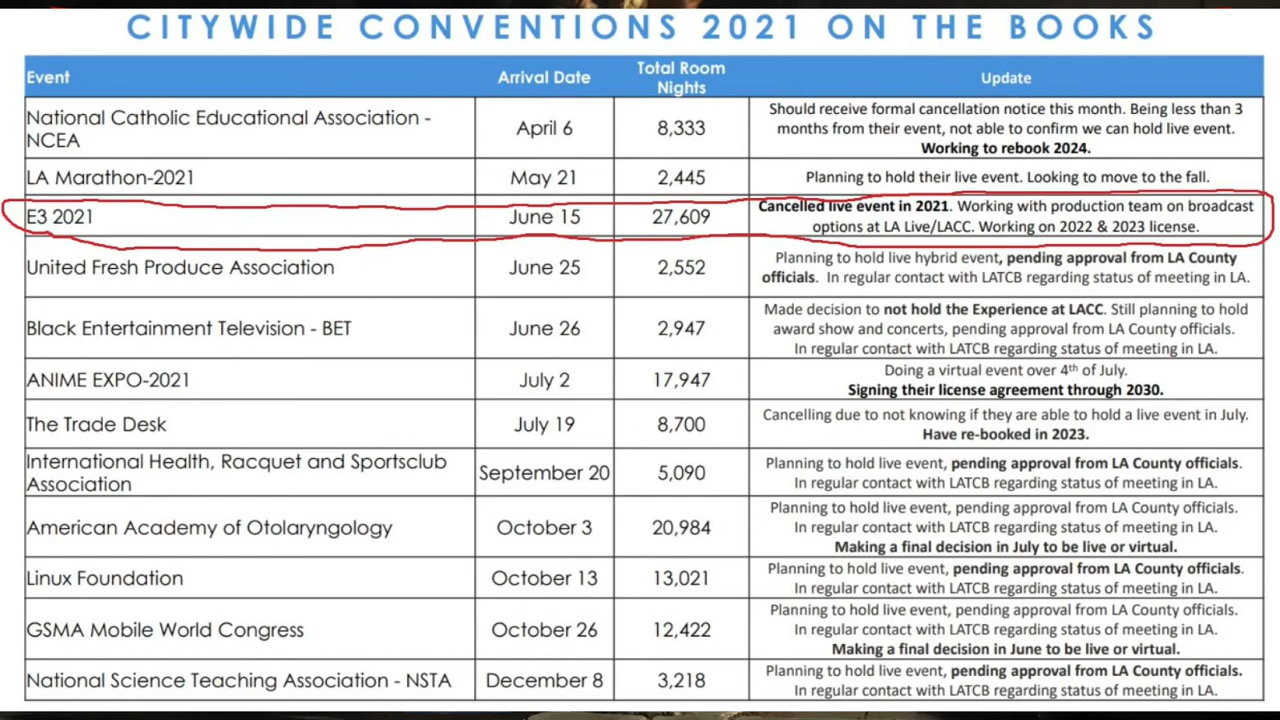 CITYWIDE CONVENTIONS 2021 ON THE BOOKS
Event Arrival Date Total Room Nights Update
National Catholic Educational Association -
NCEA
April 6
8,333
Should receive formal cancellation notice this month. Being less than 3
months from their event, not able to confirm we can hold live event.
Working to rebook 2024.
LA Marathon-2021
May 21
2,445
Planning to hold their live event. Looking to move to the fall.
E3 2021
June 15
27,609
Cancelled live event in 2021. Working with production team on broadcast
options at LA Live/LACC. Working on 2022 & 2023 license.
United Fresh Produce Association
June 25
2,552
Planning to hold live hybrid event, pending approval from LA County
officials. In regular contact with LATCB regarding status of meeting in LA.
Black Entertainment Television - BET
June 26
2,947
Made decision to not hold the Experience at LACC. Still planning to hold
award show and concerts, pending approval from LA County officials.
In regular contact with LATCB regarding status of meeting in LA.
ANIME EXPO-2021
July 2
17,947
Doing a virtual event over 4th of July.
Signing their license agreement through 2030.
The Trade Desk
July 19
8,700
Cancelling due to not knowing if they are able to hold a live event in July.
Have re-booked in 2023.
International Health, Racquet and Sportsclub
Association
September 20
5,090
Planning to hold live event, pending approval from LA County officials.
In regular contact with LATCB regarding status of meeting in LA.
American Academy of Otolaryngology
October 3
20,984
Planning to hold live event, pending approval from LA County officials.
In regular contact with LATCB regarding status of meeting in LA.
Making a final decision in July to be live or virtual.
Linux Foundation
October 13
13,021
Planning to hold live event, pending approval from LA County officials.
In regular contact with LATCB regarding status of meeting in LA.
GSMA Mobile World Congress
October 26
12,422
Planning to hold live event, pending approval from LA County officials.
In regular contact with LATCB regarding status of meeting in LA.
Making a final decision in June to be live or virtual.
National Science Teaching Association - NSTA
December 8
3,218
Planning to hold live event, pending approval from LA County officials.
In regular contact with LATCB regarding status of meeting in LA.